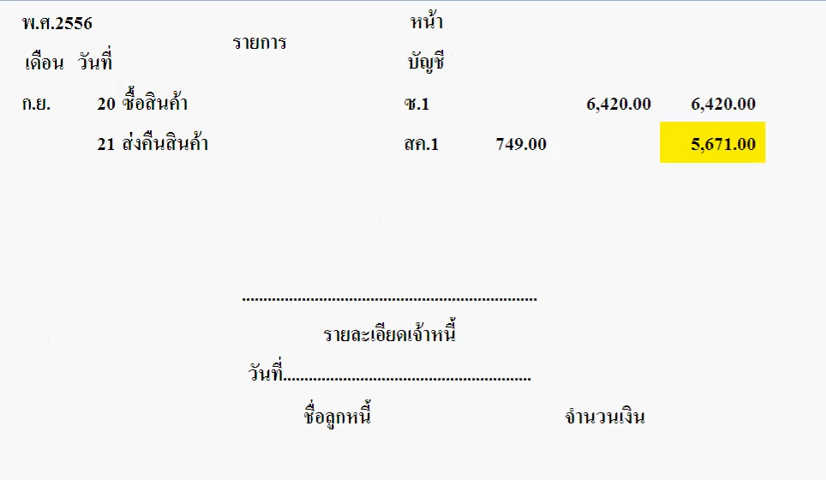 พ.ศ.2556 รายการ หน้า
เดือน วันที่ บัญชี
ก.ย. 20 ซื้อสินค้า ซ.1 6,420.00 6,420.00
21 ส่งคืนสินค้า สค.1 749.00 5,671.00
......................................................................
รายละเอียดเจ้าหนี้
วันที่...........................................................
ชื่อลูกหนี้ จำนวนเงิน